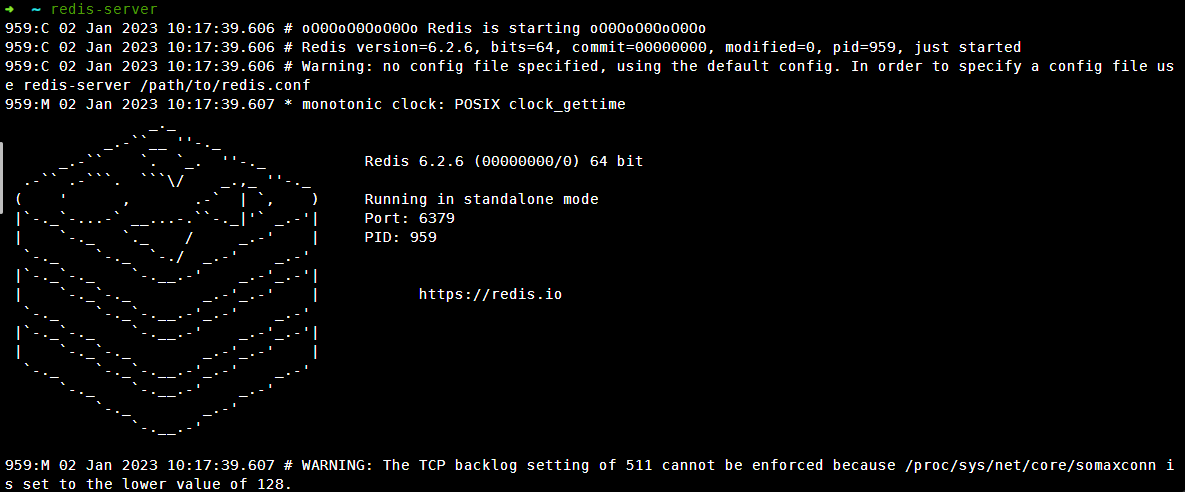 ➜  ~ redis-server
959:C 02 Jan 2023 10:17:39.606 # oO0OoO0OoO0Oo Redis is starting oO0OoO0OoO0Oo
959:C 02 Jan 2023 10:17:39.606 # Redis version=6.2.6, bits=64, commit=00000000, modified=0, pid=959, just started
959:C 02 Jan 2023 10:17:39.606 # Warning: no config file specified, using the default config. In order to specify a config file us
e redis-server /path/to/redis.conf
959:M 02 Jan 2023 10:17:39.607 * monotonic clock: POSIX clock_gettime
Redis 6.2.6 (00000000/0) 64 bit
Running in standalone mode
Port: 6379
PID: 959
https://redis.io
959:M 02 Jan 2023 10:17:39.607 # WARNING: The TCP backlog setting of 511 cannot be enforced because /proc/sys/net/core/somaxconn i
s set to the lower value of 128.